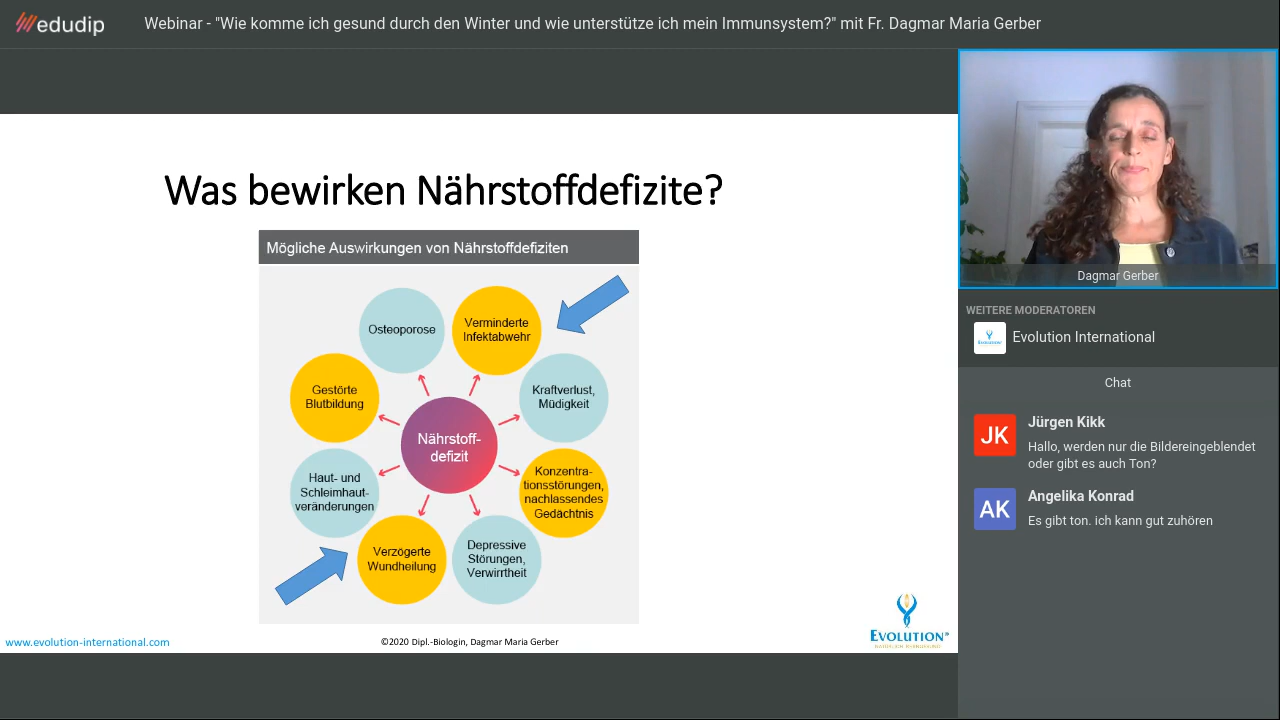 edudip
Webinar - "Wie komme ich gesund durch den Winter und wie unterstütze ich mein Immunsystem?" mit Fr. Dagmar Maria Gerber
Was bewirken Nährstoffdefizite?
Mögliche Auswirkungen von Nährstoffdefiziten
Osteoporose
Verminderte
Infektabwehr
Gestörte
Blutbildung
Kraftverlust,
Müdigkeit
Nährstoff-
defizit
Haut- und
Schleimhaut-
veränderungen
Konzentra-
tionsstörungen,
nachlassendes
Gedächtnis
Verzögerte
Wundheilung
Depressive
Störungen,
Verwirrtheit
www.evolution-international.com
©2020 Dipl.-Biologin, Dagmar Maria Gerber
EVOLUTION®
Dagmar Gerber
WEITERE MODERATOREN
Evolution International
Chat
JK
Jürgen Kikk
Hallo, werden nur die Bildereingeblendet
oder gibt es auch Ton?
AK
Angelika Konrad
Es gibt ton. ich kann gut zuhören